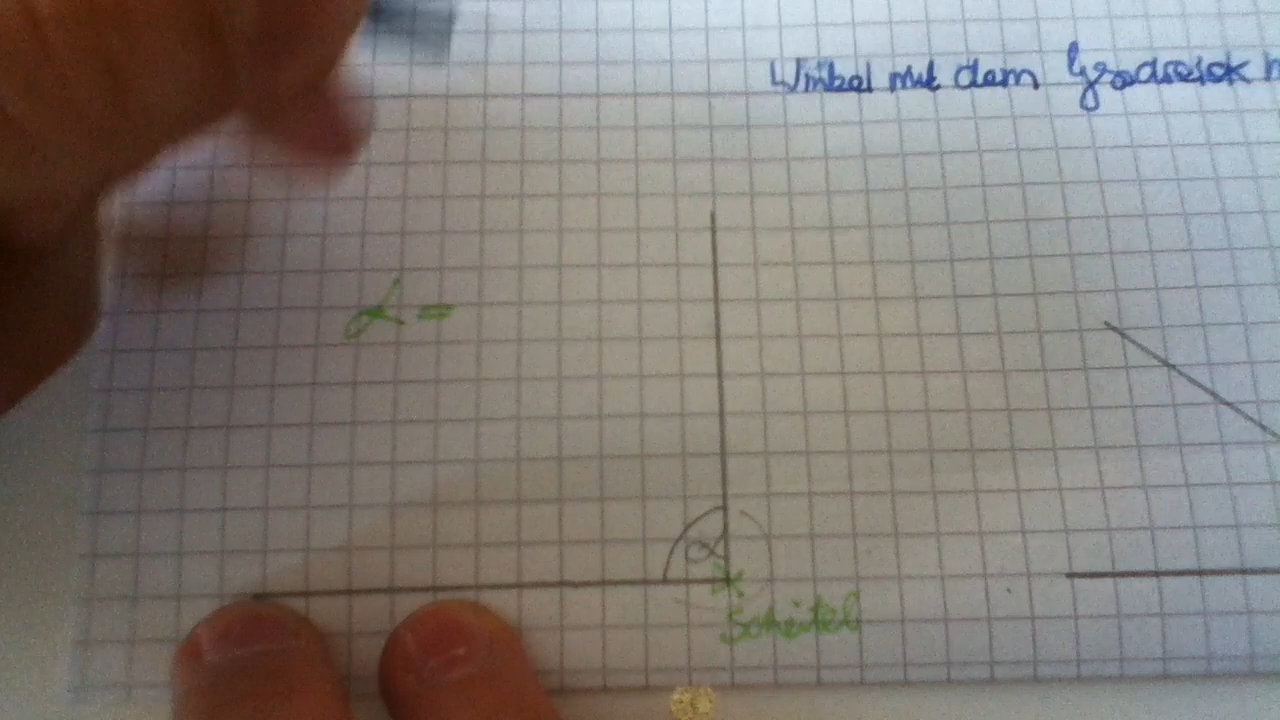 Winkel mit dem Geodreieck
α =
α
Scheitel